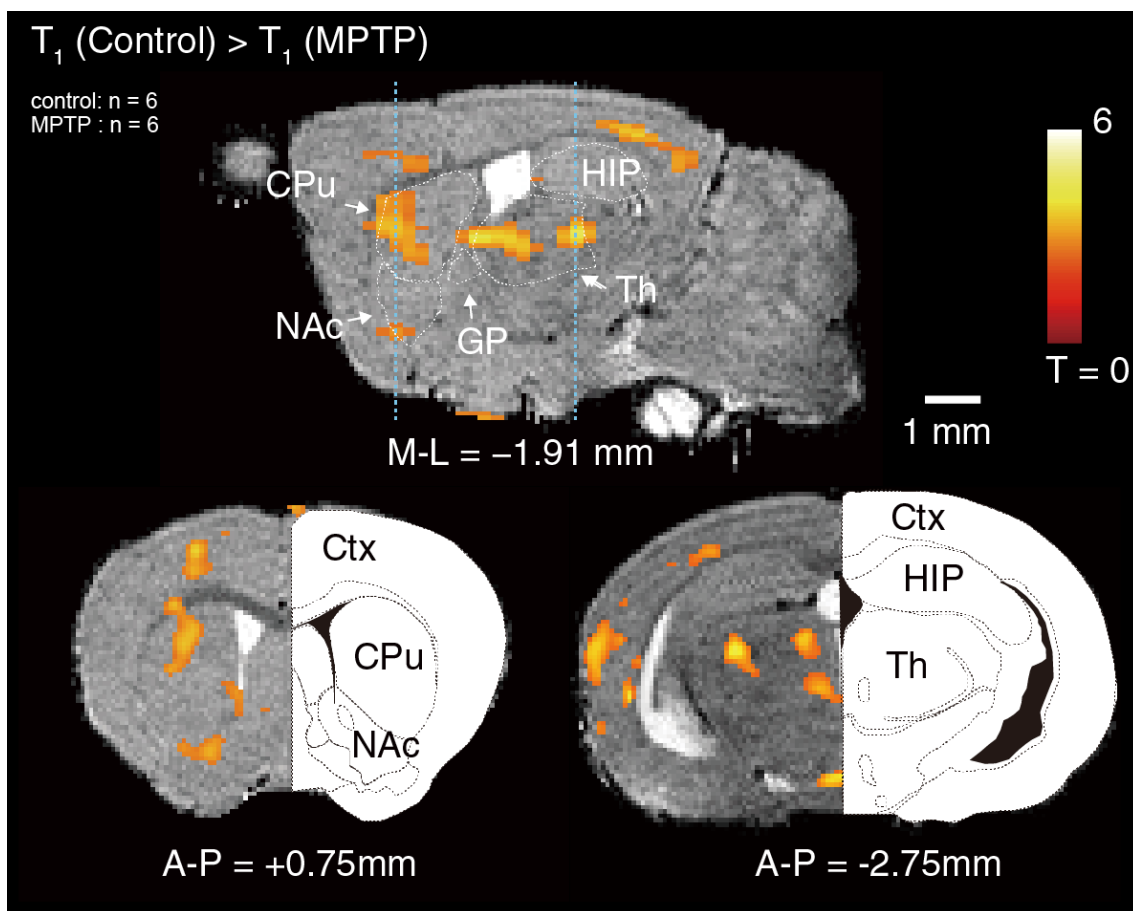 T₁ (Control) > T₁ (MPTP)
control: n = 6
MPTP : n = 6
6
CPu
HIP
Th
NAc
GP
T = 0
1 mm
M-L = −1.91 mm
Ctx
CPu
NAc
Ctx
HIP
Th
A-P = +0.75mm
A-P = -2.75mm